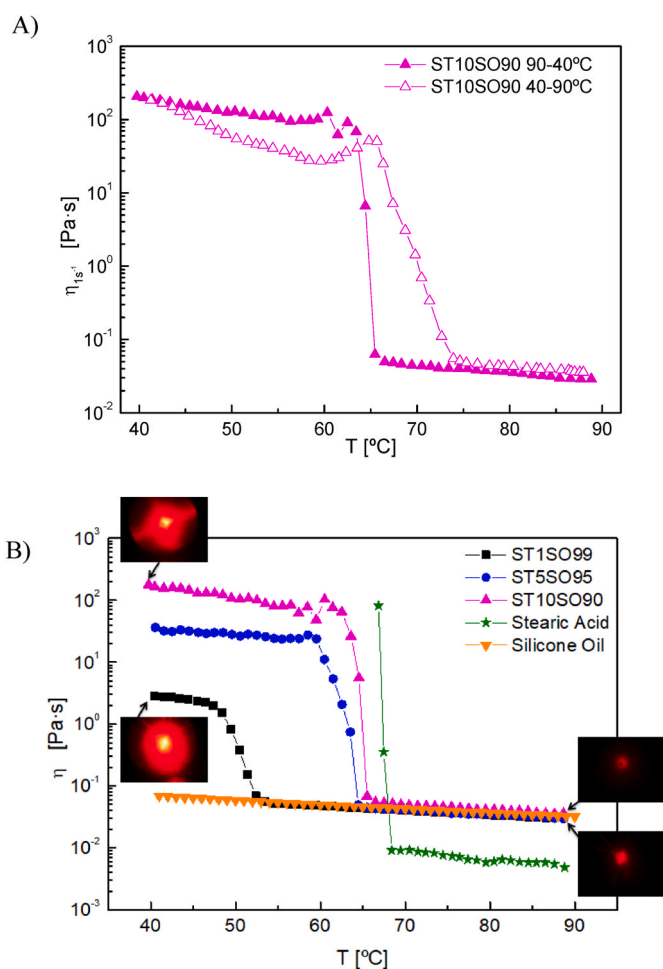 A)
10³
10²
10¹
10⁰
10⁻¹
10⁻²
η1s⁻¹ [Pa·s]
ST10SO90 90-40ºC
ST10SO90 40-90ºC
40 50 60 70 80 90
T [ºC]
B)
10³
10²
10¹
10⁰
10⁻¹
10⁻²
10⁻³
η [Pa·s]
ST1SO99
ST5SO95
ST10SO90
Stearic Acid
Silicone Oil
40 50 60 70 80 90
T [ºC]